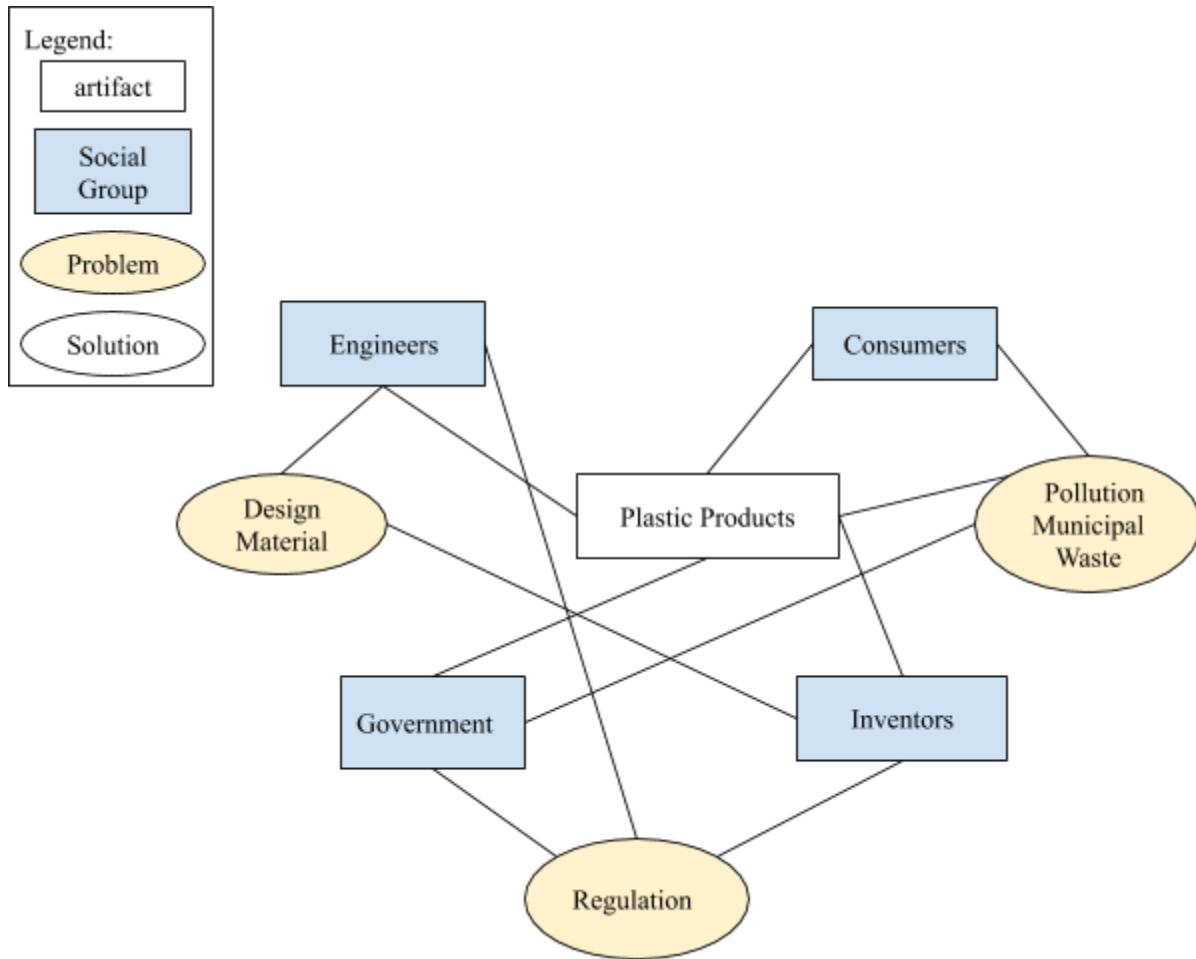 Legend:
artifact
Social
Group
Problem
Solution
Engineers
Consumers
Design
Material
Plastic Products
Pollution
Municipal
Waste
Government
Inventors
Regulation